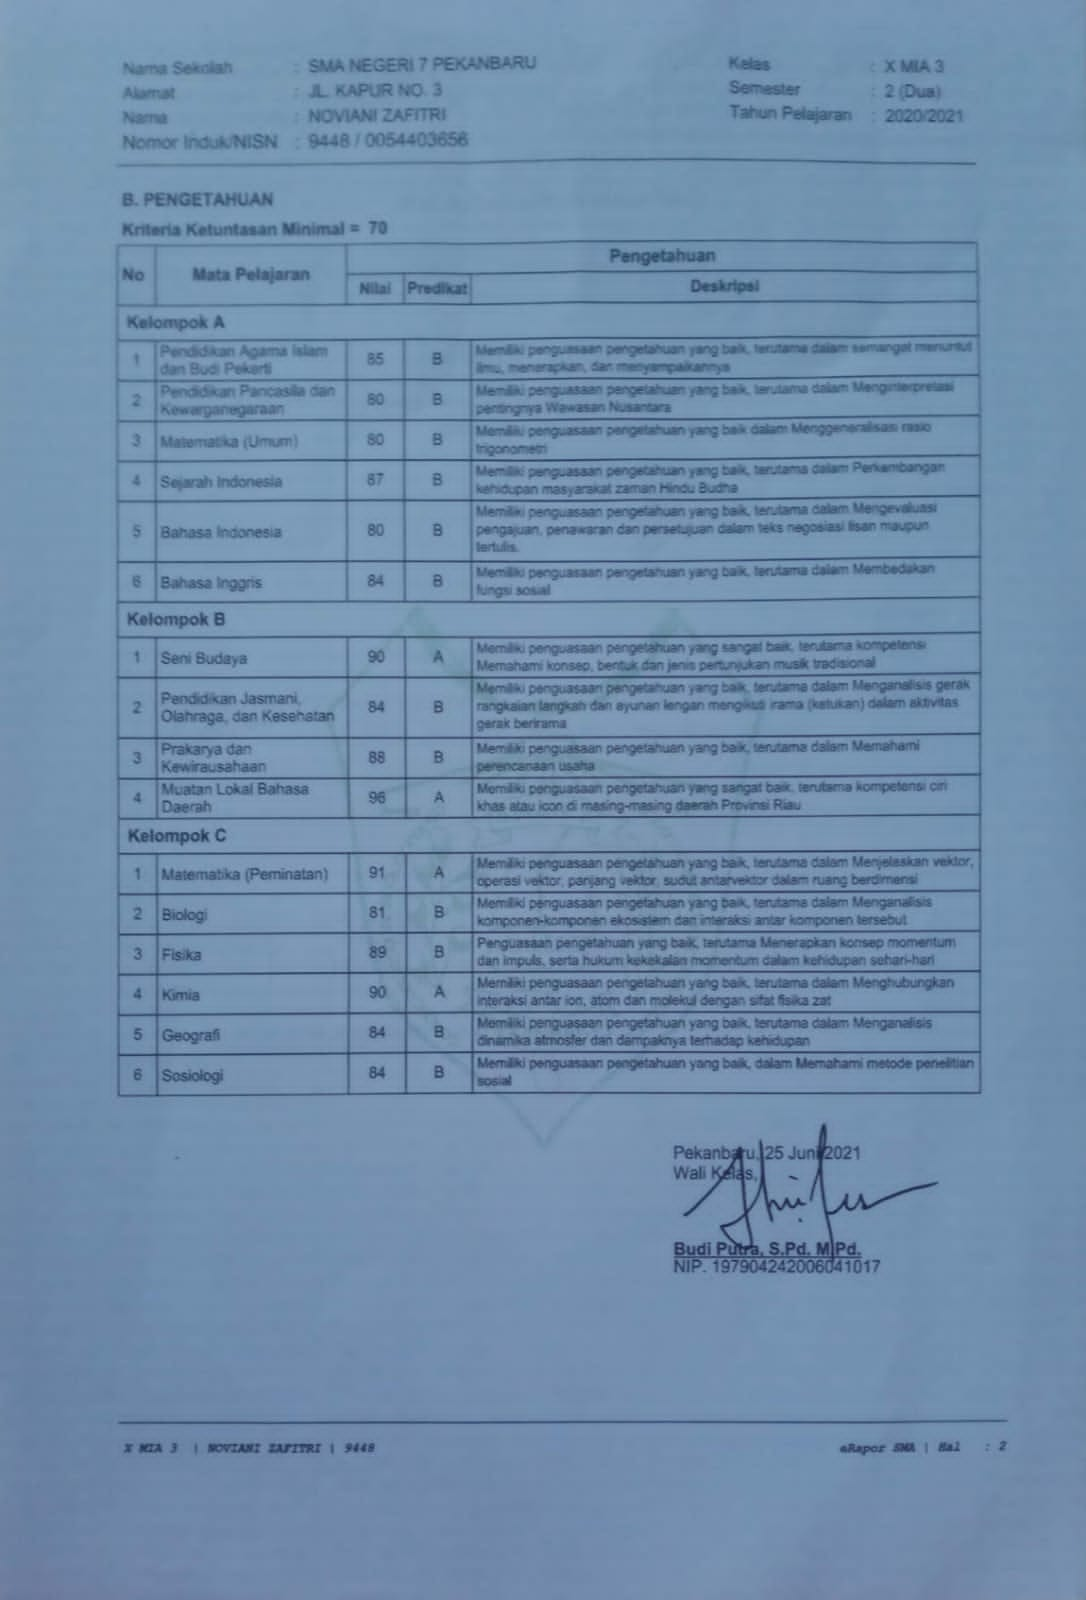 Nama Sekolah : SMA NEGERI 7 PEKANBARU
Alamat : JL. KAPUR NO. 3
Nama : NOVIANI ZAFITRI
Nomor Induk/NISN : 9448 / 0054403656
Kelas : X MIA 3
Semester : 2 (Dua)
Tahun Pelajaran : 2020/2021
B. PENGETAHUAN
Kriteria Ketuntasan Minimal = 70
No Mata Pelajaran Pengetahuan
Nilai Predikat Deskripsi
Kelompok A
1 Pendidikan Agama Islam dan Budi Pekerti 85 B Memiliki penguasaan pengetahuan yang baik, terutama dalam semangat menuntut
ilmu, menerapkan, dan menyampaikannya
2 Pendidikan Pancasila dan Kewarganegaraan 80 B Memiliki penguasaan pengetahuan yang baik, terutama dalam Menginterpretasi
pentingnya Wawasan Nusantara
3 Matematika (Umum) 80 B Memiliki penguasaan pengetahuan yang baik dalam Menggeneralisasi rasio
trigonometri
4 Sejarah Indonesia 87 B Memiliki penguasaan pengetahuan yang baik, terutama dalam Perkembangan
kehidupan masyarakat zaman Hindu Budha
5 Bahasa Indonesia 80 B Memiliki penguasaan pengetahuan yang baik, terutama dalam Mengevaluasi
pengajuan, penawaran dan persetujuan dalam teks negosiasi lisan maupun
tertulis.
6 Bahasa Inggris 84 B Memiliki penguasaan pengetahuan yang baik, terutama dalam Membedakan
fungsi sosial
Kelompok B
1 Seni Budaya 90 A Memiliki penguasaan pengetahuan yang sangat baik, terutama kompetensi
Memahami konsep, bentuk dan jenis pertunjukan musik tradisional
2 Pendidikan Jasmani, Olahraga, dan Kesehatan 84 B Memiliki penguasaan pengetahuan yang baik, terutama dalam Menganalisis gerak
rangkaian langkah dan ayunan lengan mengikuti irama (ketukan) dalam aktivitas
gerak berirama
3 Prakarya dan Kewirausahaan 88 B Memiliki penguasaan pengetahuan yang baik, terutama dalam Memahami
perencanaan usaha
4 Muatan Lokal Bahasa Daerah 96 A Memiliki penguasaan pengetahuan yang sangat baik, terutama kompetensi ciri
khas atau icon di masing-masing daerah Provinsi Riau
Kelompok C
1 Matematika (Peminatan) 91 A Memiliki penguasaan pengetahuan yang baik, terutama dalam Menjelaskan vektor,
operasi vektor, panjang vektor, sudut antarvektor dalam ruang berdimensi
2 Biologi 81 B Memiliki penguasaan pengetahuan yang baik, terutama dalam Menganalisis
komponen-komponen ekosistem dan interaksi antar komponen tersebut
3 Fisika 89 B Penguasaan pengetahuan yang baik, terutama Menerapkan konsep momentum
dan impuls, serta hukum kekekalan momentum dalam kehidupan sehari-hari
4 Kimia 90 A Memiliki penguasaan pengetahuan yang baik, terutama dalam Menghubungkan
interaksi antar ion, atom dan molekul dengan sifat fisika zat
5 Geografi 84 B Memiliki penguasaan pengetahuan yang baik, terutama dalam Menganalisis
dinamika atmosfer dan dampaknya terhadap kehidupan
6 Sosiologi 84 B Memiliki penguasaan pengetahuan yang baik, dalam Memahami metode penelitian
sosial
Pekanbaru, 25 Juni 2021
Wali Kelas,
Budi Putra, S.Pd. M.Pd.
NIP. 197904242006041017
X MIA 3 | NOVIANI ZAFITRI | 9448
eRapor SMA | Hal : 2